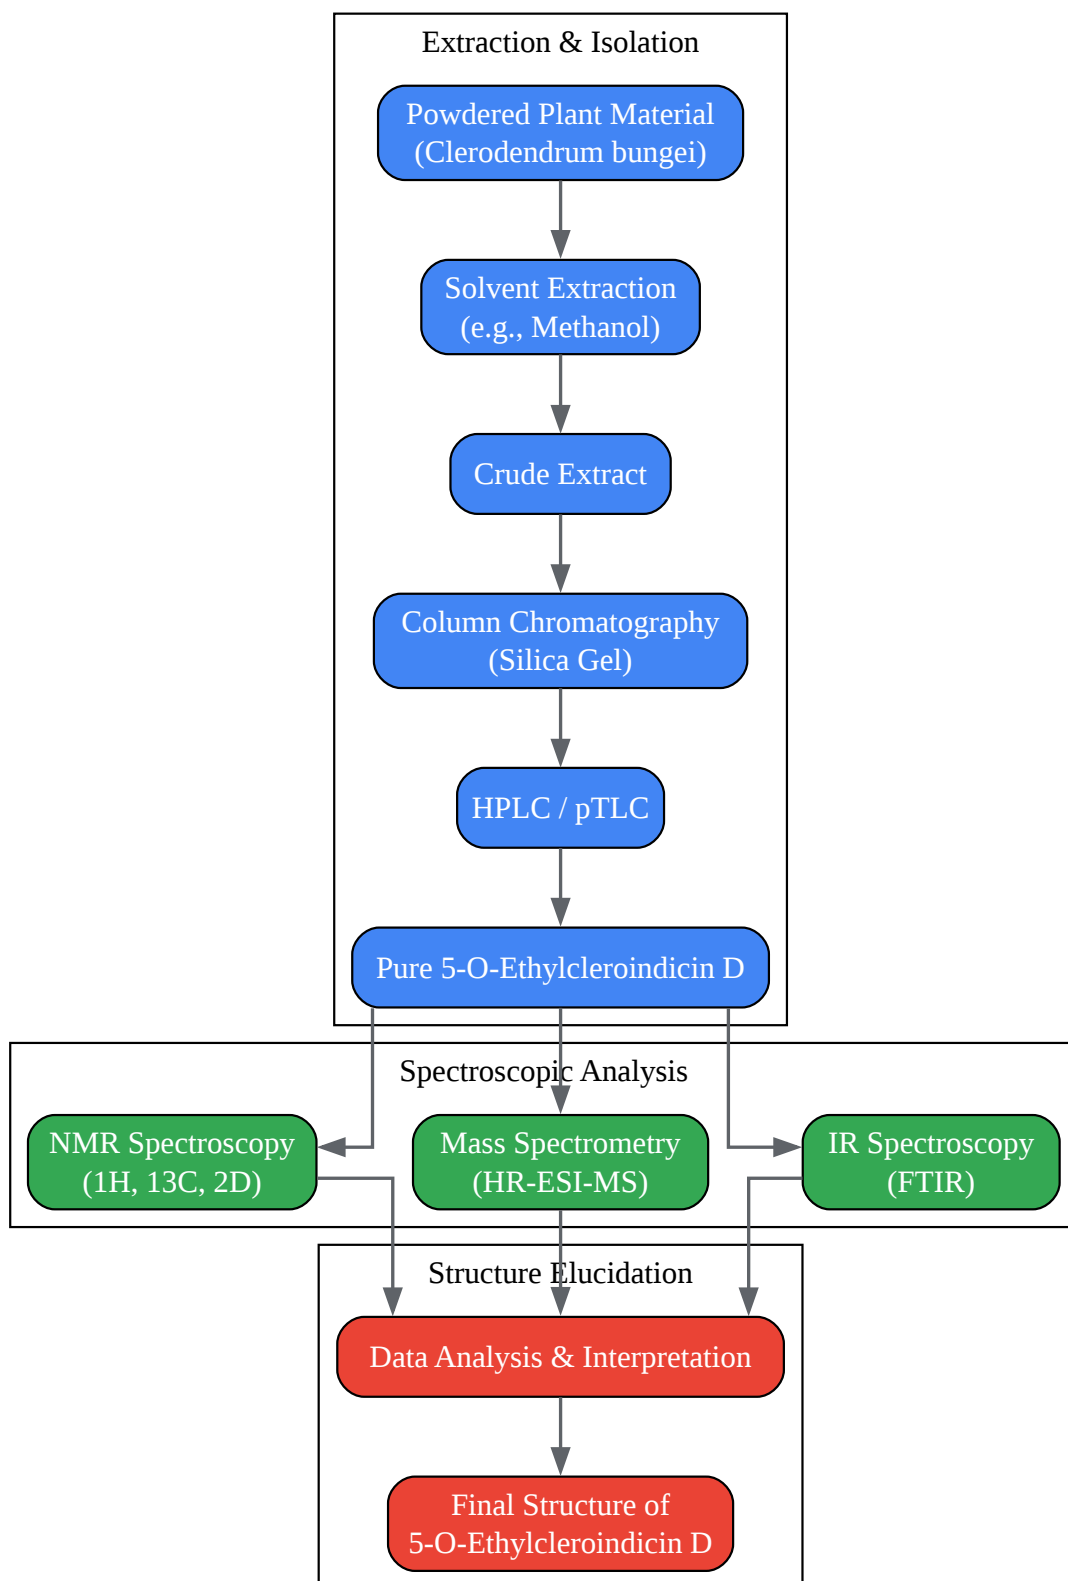 Extraction & Isolation
Powdered Plant Material
(Clerodendrum bungei)
Solvent Extraction
(e.g., Methanol)
Crude Extract
Column Chromatography
(Silica Gel)
HPLC / pTLC
Pure 5-O-Ethylcleroindicin D
Spectroscopic Analysis
NMR Spectroscopy
(1H, 13C, 2D)
Mass Spectrometry
(HR-ESI-MS)
IR Spectroscopy
(FTIR)
Structure Elucidation
Data Analysis & Interpretation
Final Structure of
5-O-Ethylcleroindicin D